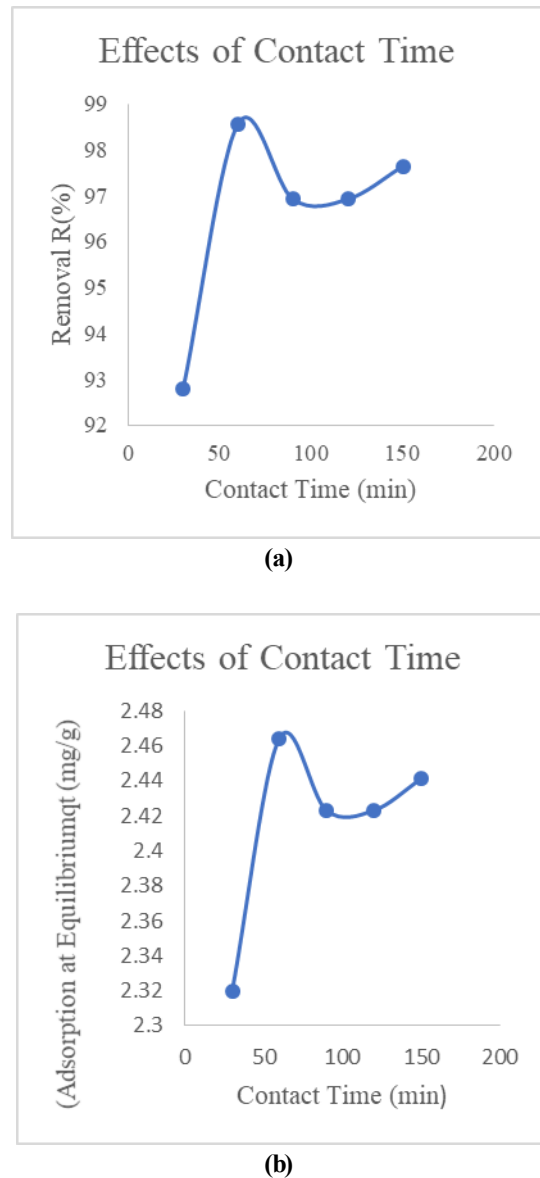 Effects of Contact Time
Removal R(%)
99
98
97
96
95
94
93
92
0 50 100 150 200
Contact Time (min)
(a)
Effects of Contact Time
(Adsorption at Equilibriumqt (mg/g)
2.48
2.46
2.44
2.42
2.4
2.38
2.36
2.34
2.32
2.3
0 50 100 150 200
Contact Time (min)
(b)